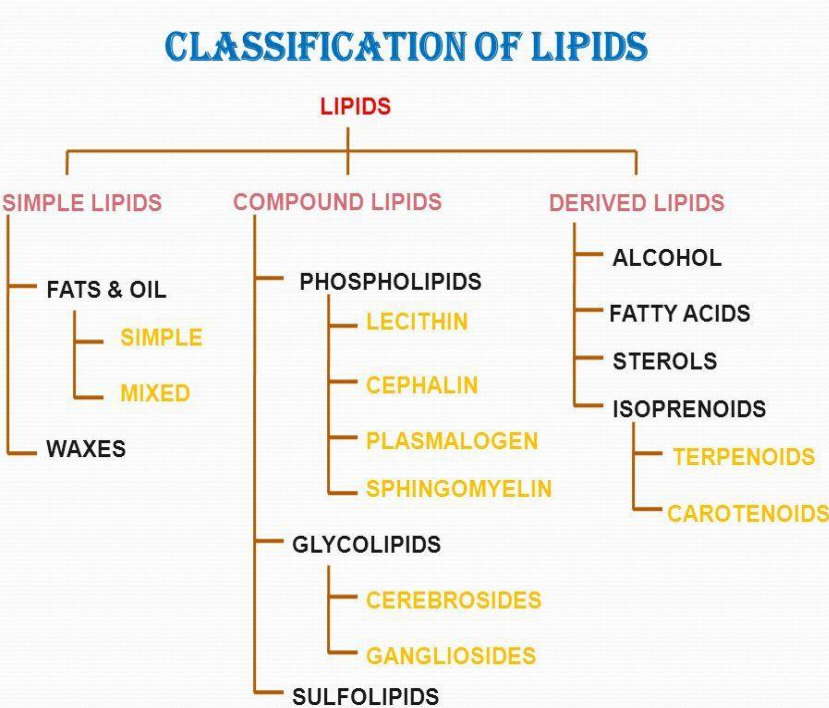 CLASSIFICATION OF LIPIDS
LIPIDS
SIMPLE LIPIDS
FATS & OIL
SIMPLE
MIXED
WAXES
COMPOUND LIPIDS
PHOSPHOLIPIDS
LECITHIN
CEPHALIN
PLASMALOGEN
SPHINGOMYELIN
GLYCOLIPIDS
CEREBROSIDES
GANGLIOSIDES
SULFOLIPIDS
DERIVED LIPIDS
ALCOHOL
FATTY ACIDS
STEROLS
ISOPRENOIDS
TERPENOIDS
CAROTENOIDS